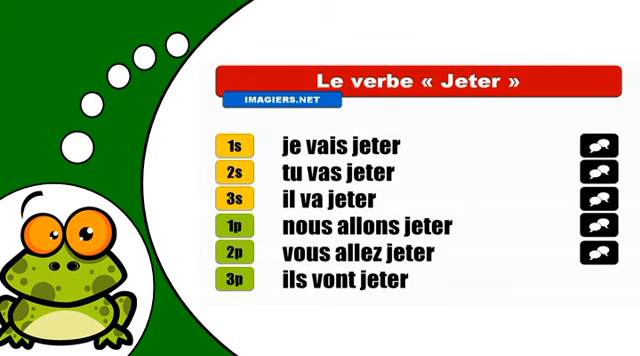 Le verbe « Jeter »
IMAGIERS.NET
1s je vais jeter
2s tu vas jeter
3s il va jeter
1p nous allons jeter
2p vous allez jeter
3p ils vont jeter